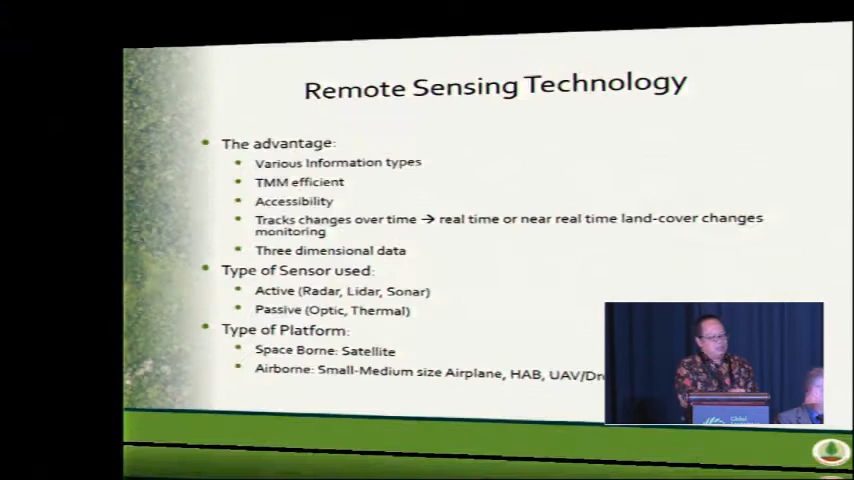 Remote Sensing Technology
• The advantage:
• Various Information types
• TMM efficient
• Accessibility
• Tracks changes over time → real time or near real time land-cover changes
monitoring
• Three dimensional data
• Type of Sensor used:
• Active (Radar, Lidar, Sonar)
• Passive (Optic, Thermal)
• Type of Platform:
• Space Borne: Satellite
• Airborne: Small-Medium size Airplane, HAB, UAV/Dr
Global